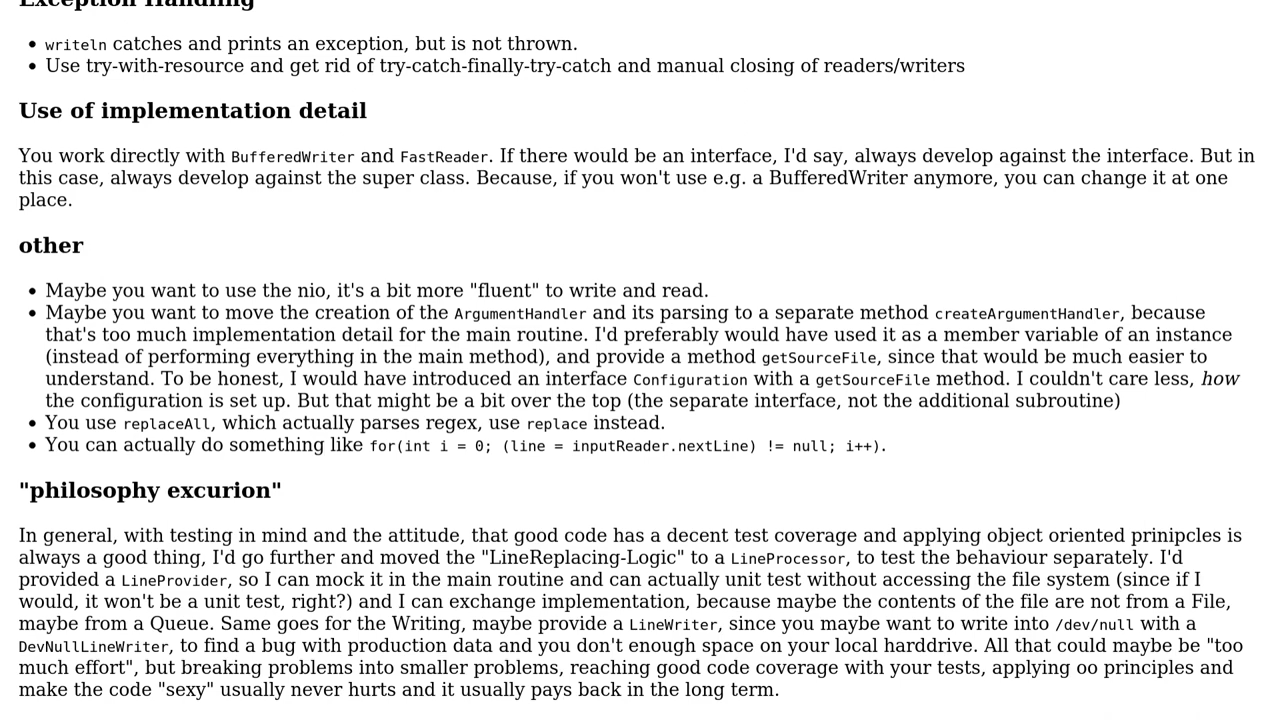 Exception Handling
• writeln catches and prints an exception, but is not thrown.
• Use try-with-resource and get rid of try-catch-finally-try-catch and manual closing of readers/writers
Use of implementation detail
You work directly with BufferedWriter and FastReader. If there would be an interface, I'd say, always develop against the interface. But in
this case, always develop against the super class. Because, if you won't use e.g. a BufferedWriter anymore, you can change it at one
place.
other
• Maybe you want to use the nio, it's a bit more "fluent" to write and read.
• Maybe you want to move the creation of the ArgumentHandler and its parsing to a separate method createArgumentHandler, because
that's too much implementation detail for the main routine. I'd preferably would have used it as a member variable of an instance
(instead of performing everything in the main method), and provide a method getSourceFile, since that would be much easier to
understand. To be honest, I would have introduced an interface Configuration with a getSourceFile method. I couldn't care less, how
the configuration is set up. But that might be a bit over the top (the separate interface, not the additional subroutine)
• You use replaceAll, which actually parses regex, use replace instead.
• You can actually do something like for(int i = 0; (line = inputReader.nextLine) != null; i++).
"philosophy excurion"
In general, with testing in mind and the attitude, that good code has a decent test coverage and applying object oriented prinipcles is
always a good thing, I'd go further and moved the "LineReplacing-Logic" to a LineProcessor, to test the behaviour separately. I'd
provided a LineProvider, so I can mock it in the main routine and can actually unit test without accessing the file system (since if I
would, it won't be a unit test, right?) and I can exchange implementation, because maybe the contents of the file are not from a File,
maybe from a Queue. Same goes for the Writing, maybe provide a LineWriter, since you maybe want to write into /dev/null with a
DevNullLineWriter, to find a bug with production data and you don't enough space on your local harddrive. All that could maybe be "too
much effort", but breaking problems into smaller problems, reaching good code coverage with your tests, applying oo principles and
make the code "sexy" usually never hurts and it usually pays back in the long term.